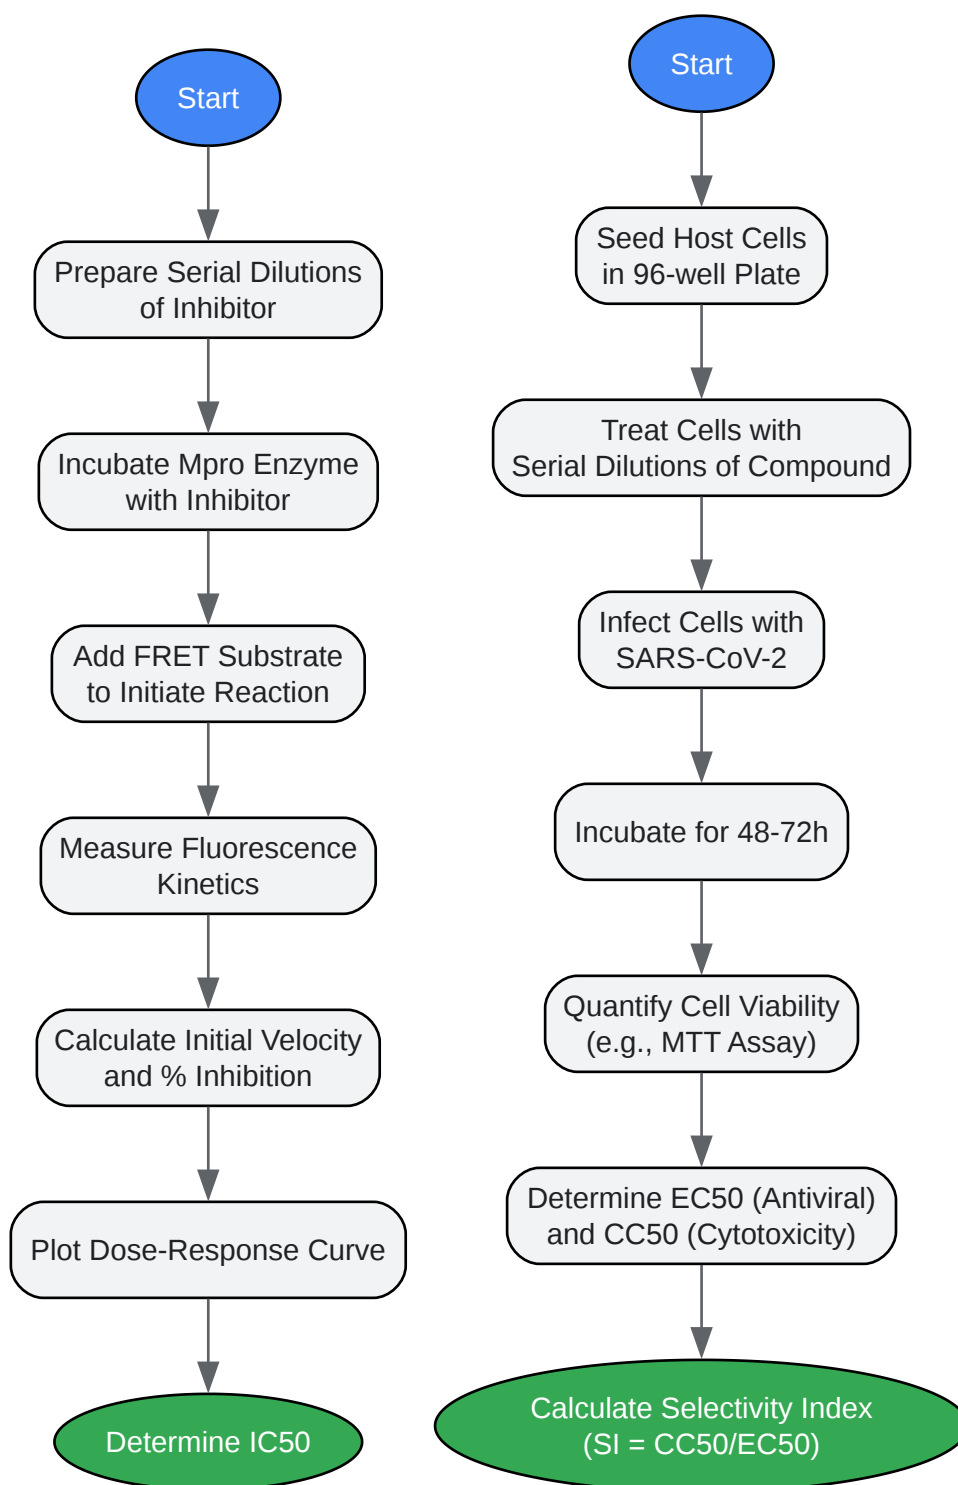 Start
Prepare Serial Dilutions
of Inhibitor
Incubate Mpro Enzyme
with Inhibitor
Add FRET Substrate
to Initiate Reaction
Measure Fluorescence
Kinetics
Calculate Initial Velocity
and % Inhibition
Plot Dose-Response Curve
Determine IC50
Start
Seed Host Cells
in 96-well Plate
Treat Cells with
Serial Dilutions of Compound
Infect Cells with
SARS-CoV-2
Incubate for 48-72h
Quantify Cell Viability
(e.g., MTT Assay)
Determine EC50 (Antiviral)
and CC50 (Cytotoxicity)
Calculate Selectivity Index
(SI = CC50/EC50)